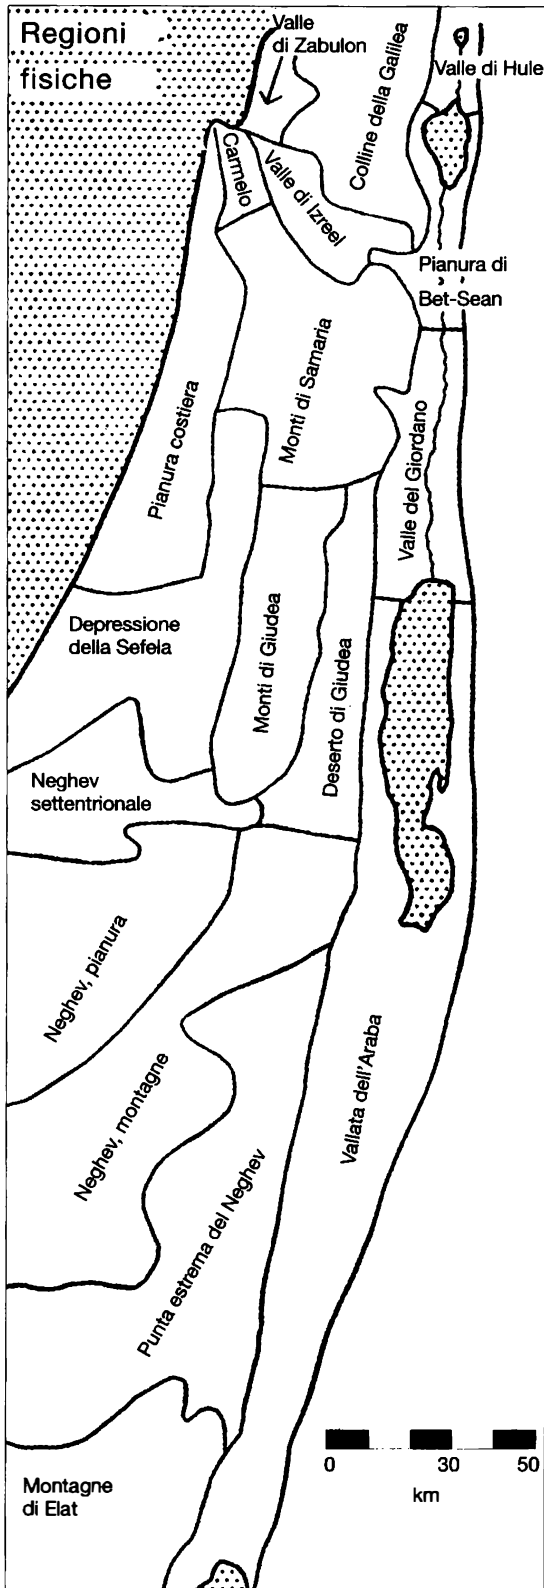 Regioni
fisiche
Valle
di Zabulon
Colline della Galilea
Valle di Hule
Carmelo
Valle di Izreel
Pianura di
Bet-Sean
Monti di Samaria
Pianura costiera
Valle del Giordano
Depressione
della Sefela
Monti di Giudea
Deserto di Giudea
Neghev
settentrionale
Neghev, pianura
Neghev, montagne
Vallata dell'Araba
Punta estrema del Neghev
Montagne
di Elat
0 30 50
km